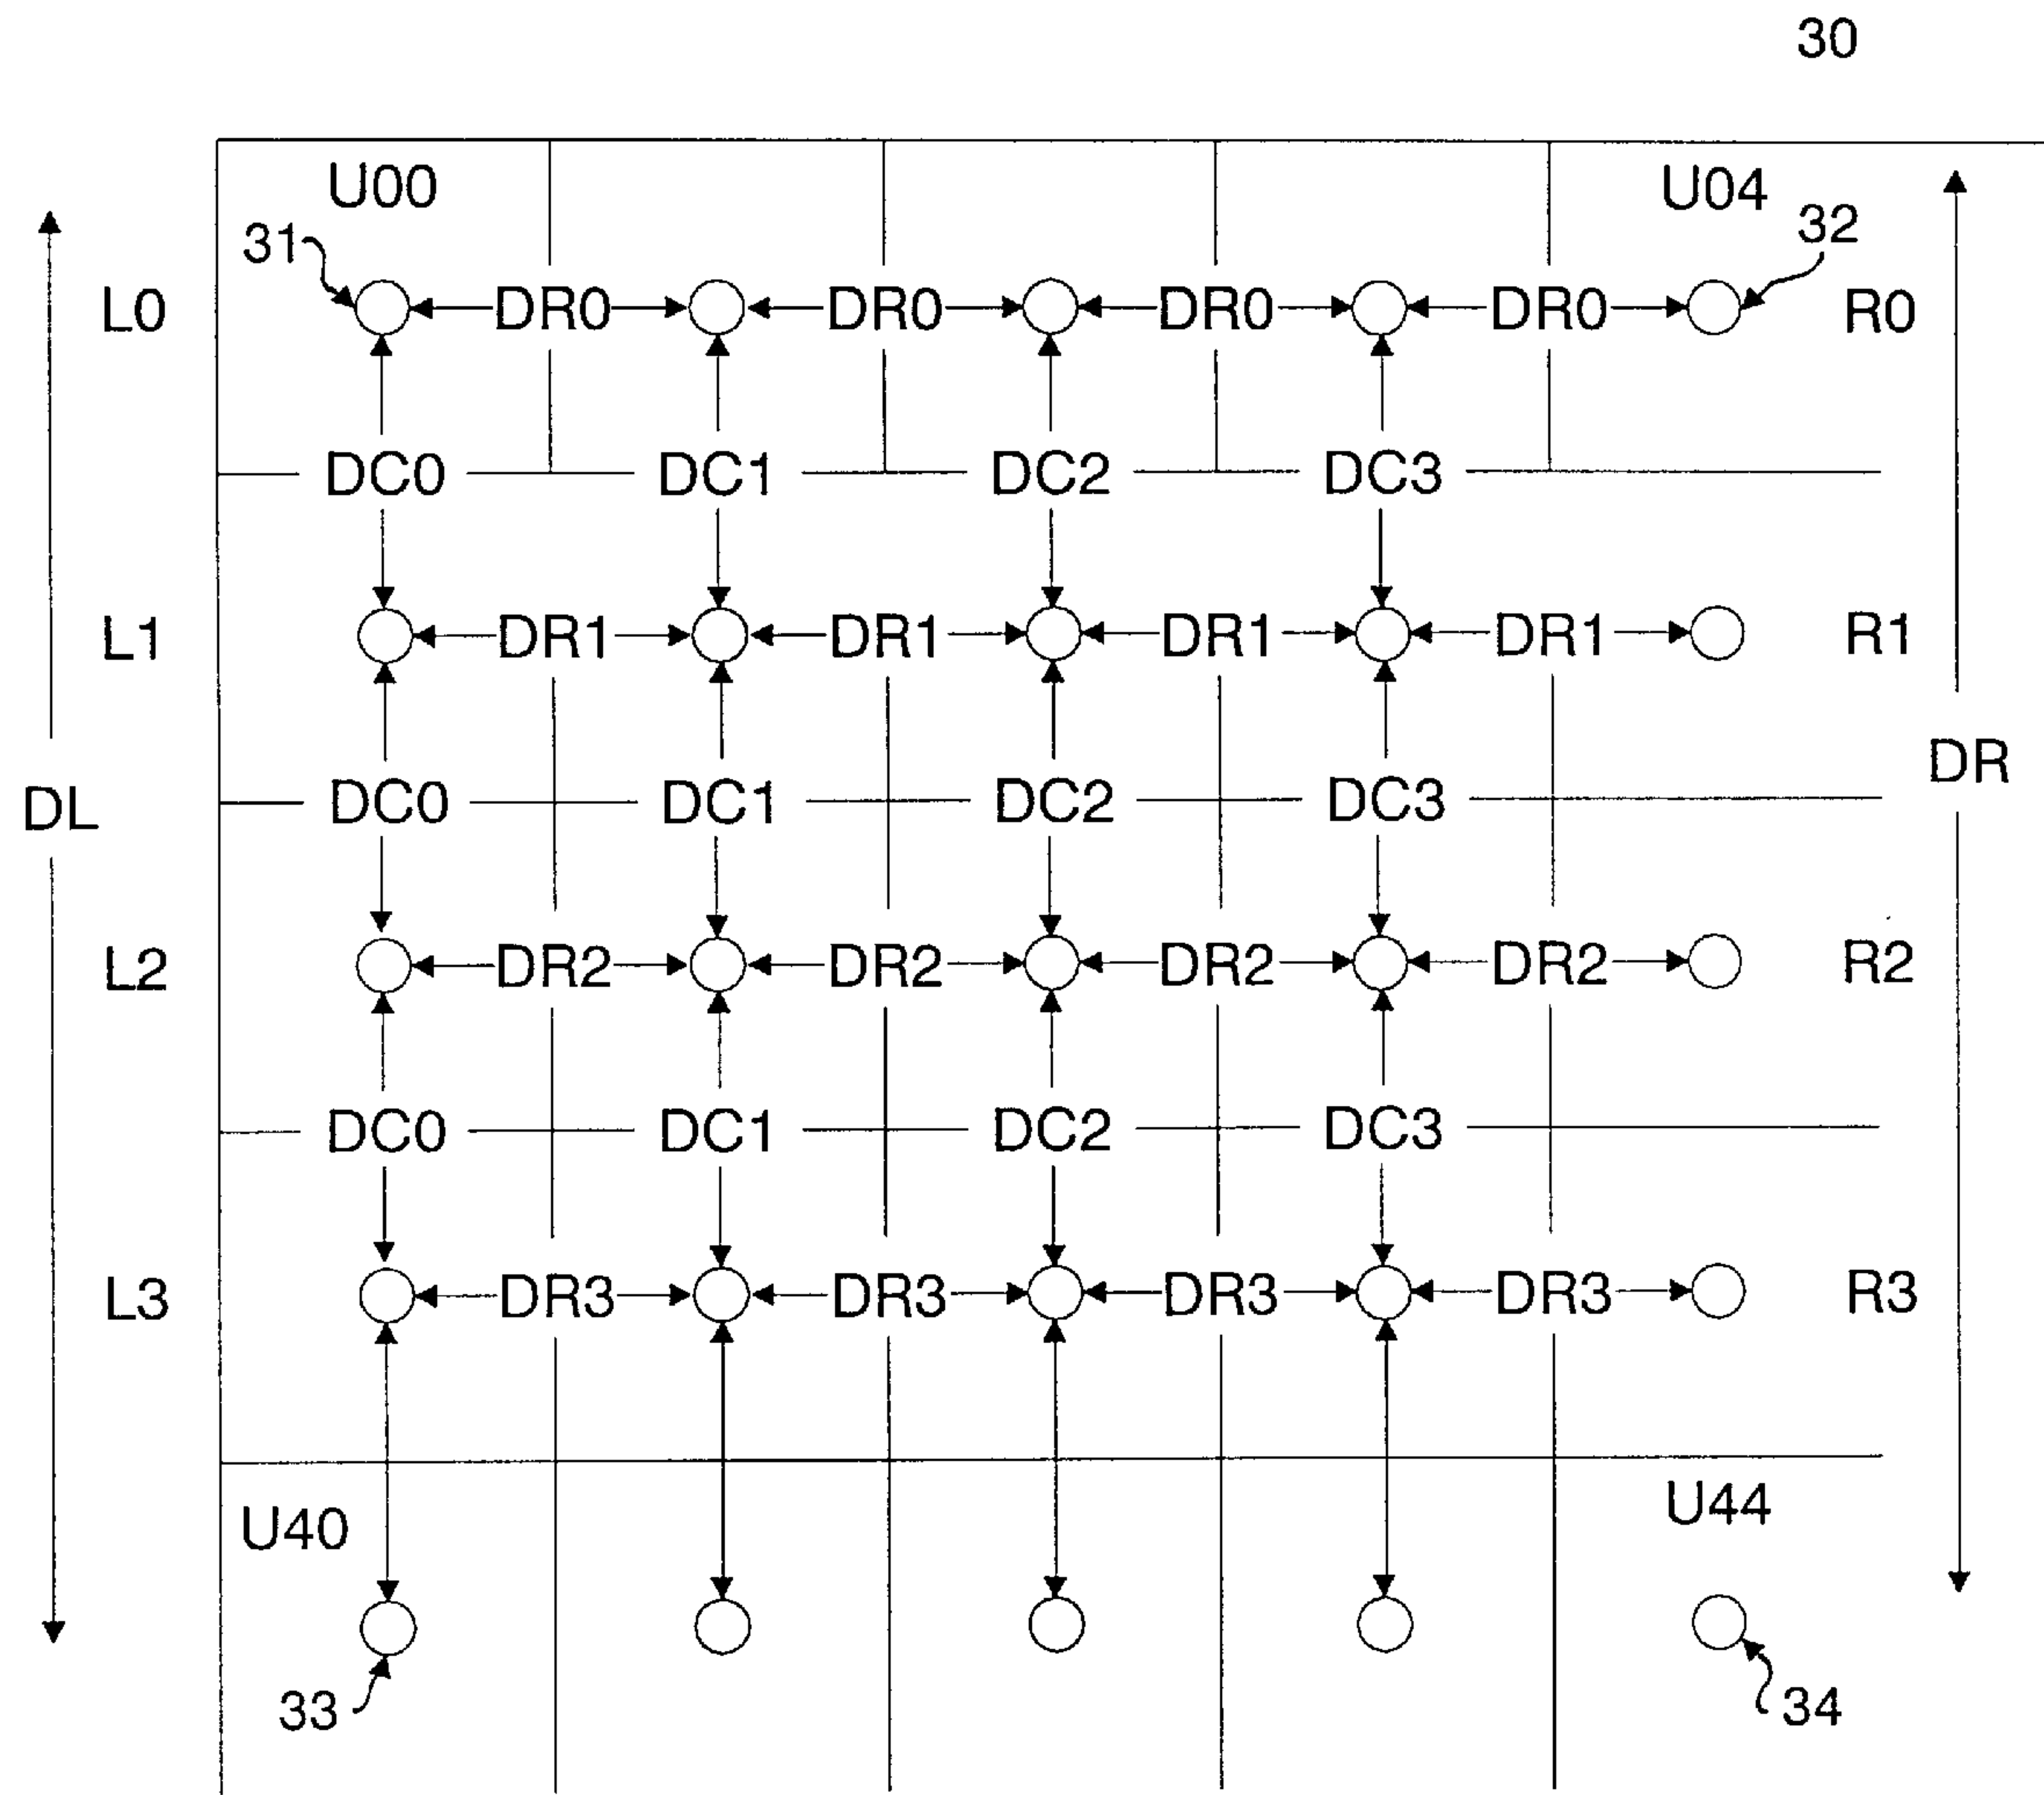 30
U00 U04
31 32
L0 DR0 DR0 DR0 DR0 R0
DC0 DC1 DC2 DC3
L1 DR1 DR1 DR1 DR1 R1
DR
DL DC0 DC1 DC2 DC3
L2 DR2 DR2 DR2 DR2 R2
DC0 DC1 DC2 DC3
L3 DR3 DR3 DR3 DR3 R3
U40 U44
33 34